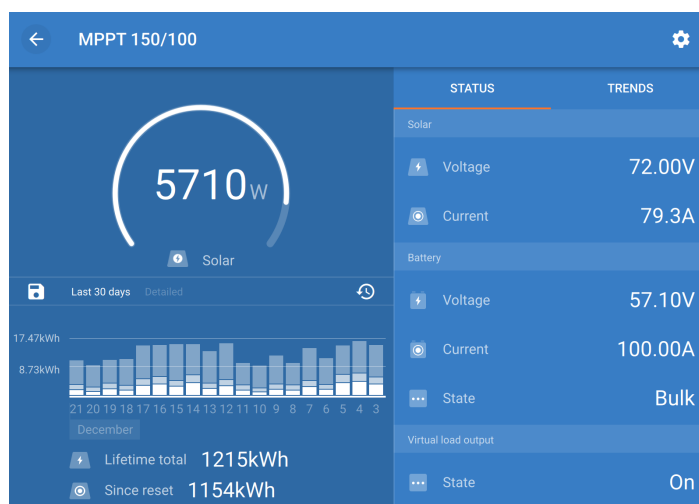 MPPT 150/100
5710W
Solar
Last 30 days Detailed
17.47kWh
8.73kWh
21 20 19 18 17 16 15 14 13 12 11 10 9 8 7 6 5 4 3
December
Lifetime total 1215kWh
Since reset 1154kWh
STATUS TRENDS
Solar
Voltage 72.00V
Current 79.3A
Battery
Voltage 57.10V
Current 100.00A
State Bulk
Virtual load output
State On